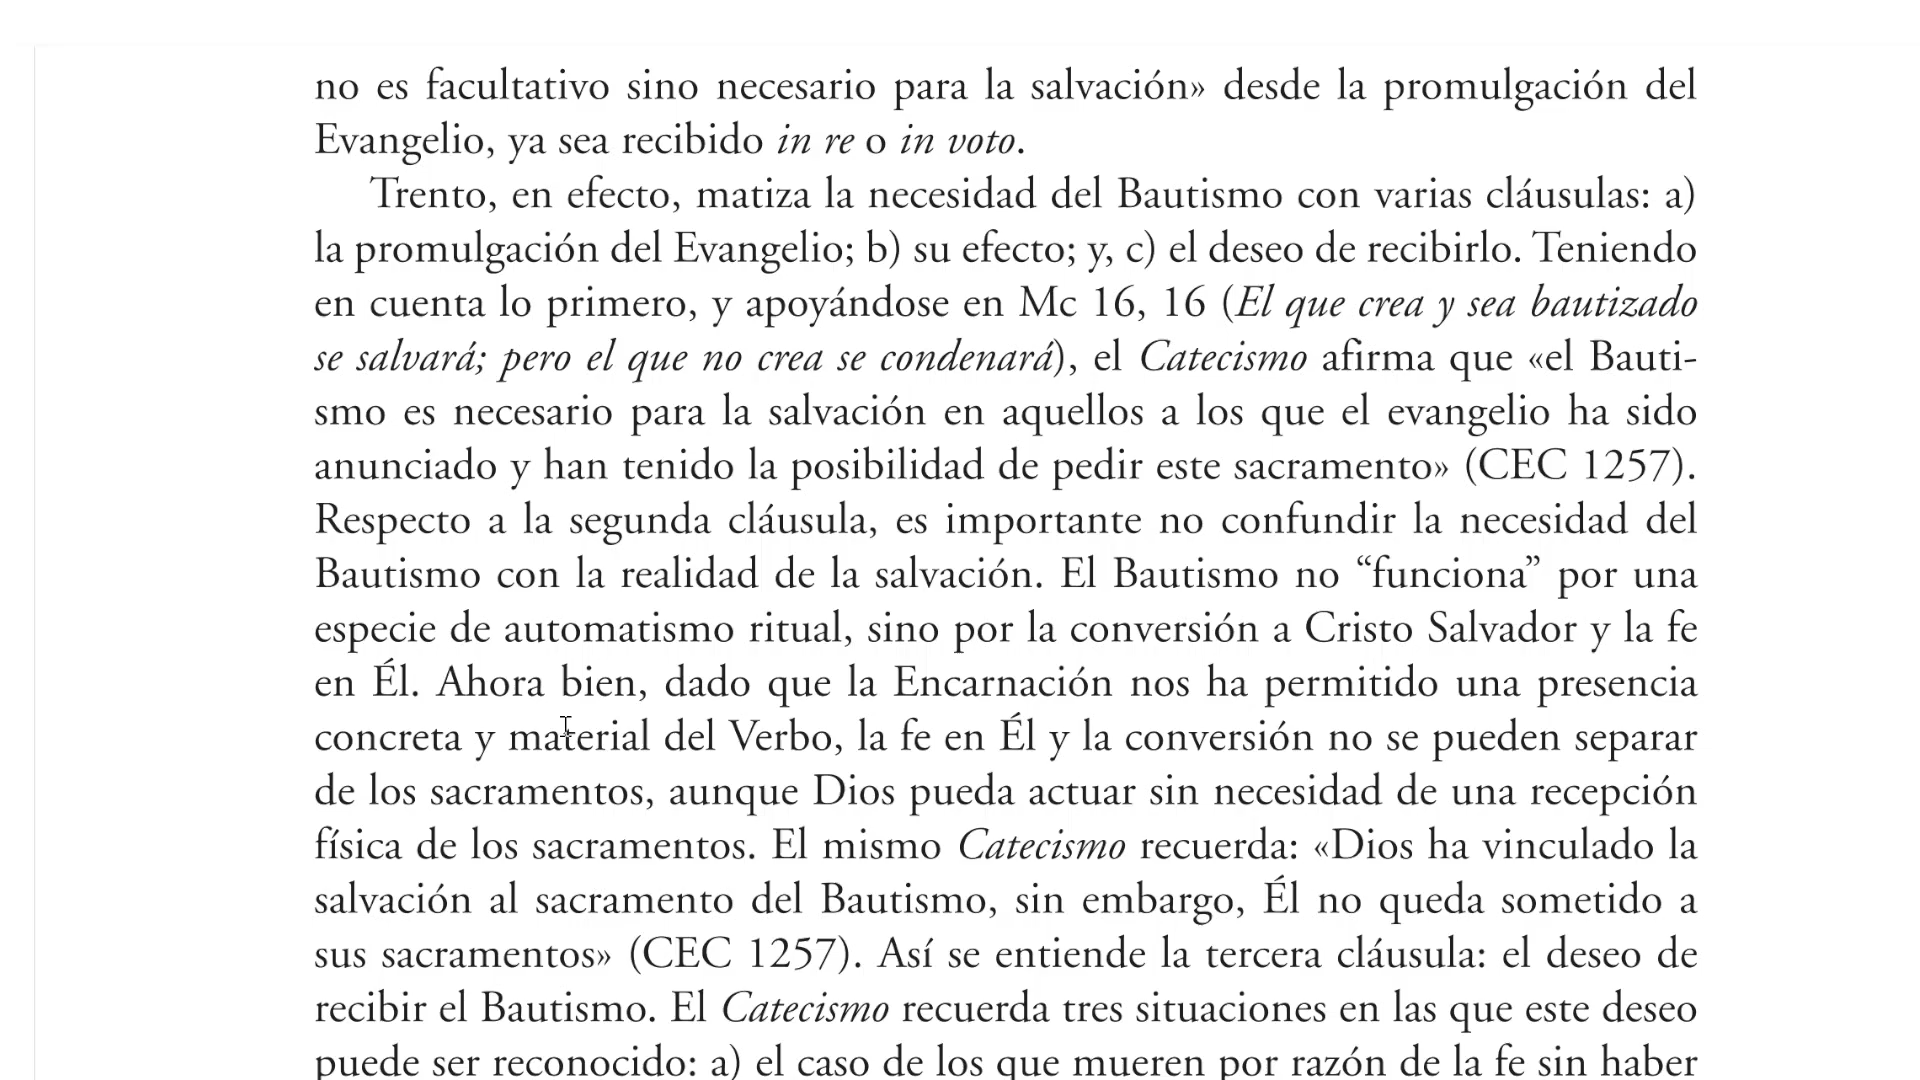 no es facultativo sino necesario para la salvación» desde la promulgación del
Evangelio, ya sea recibido in re o in voto.
Trento, en efecto, matiza la necesidad del Bautismo con varias cláusulas: a)
la promulgación del Evangelio; b) su efecto; y, c) el deseo de recibirlo. Teniendo
en cuenta lo primero, y apoyándose en Mc 16, 16 (El que crea y sea bautizado
se salvará; pero el que no crea se condenará), el Catecismo afirma que «el Bauti-
smo es necesario para la salvación en aquellos a los que el evangelio ha sido
anunciado y han tenido la posibilidad de pedir este sacramento» (CEC 1257).
Respecto a la segunda cláusula, es importante no confundir la necesidad del
Bautismo con la realidad de la salvación. El Bautismo no “funciona” por una
especie de automatismo ritual, sino por la conversión a Cristo Salvador y la fe
en Él. Ahora bien, dado que la Encarnación nos ha permitido una presencia
concreta y material del Verbo, la fe en Él y la conversión no se pueden separar
de los sacramentos, aunque Dios pueda actuar sin necesidad de una recepción
física de los sacramentos. El mismo Catecismo recuerda: «Dios ha vinculado la
salvación al sacramento del Bautismo, sin embargo, Él no queda sometido a
sus sacramentos» (CEC 1257). Así se entiende la tercera cláusula: el deseo de
recibir el Bautismo. El Catecismo recuerda tres situaciones en las que este deseo
puede ser reconocido: a) el caso de los que mueren por razón de la fe sin haber